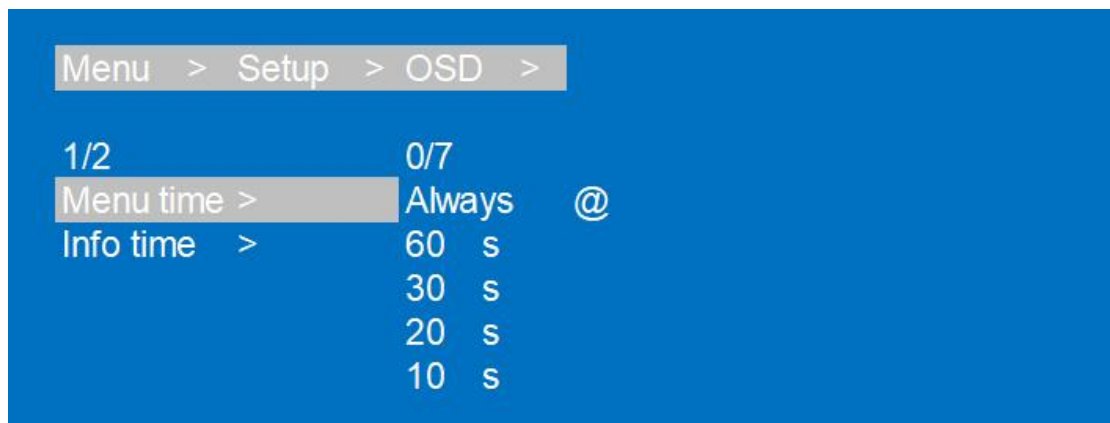 Menu > Setup > OSD >
1/2 0/7
Menu time > Always @
Info time > 60 s
30 s
20 s
10 s